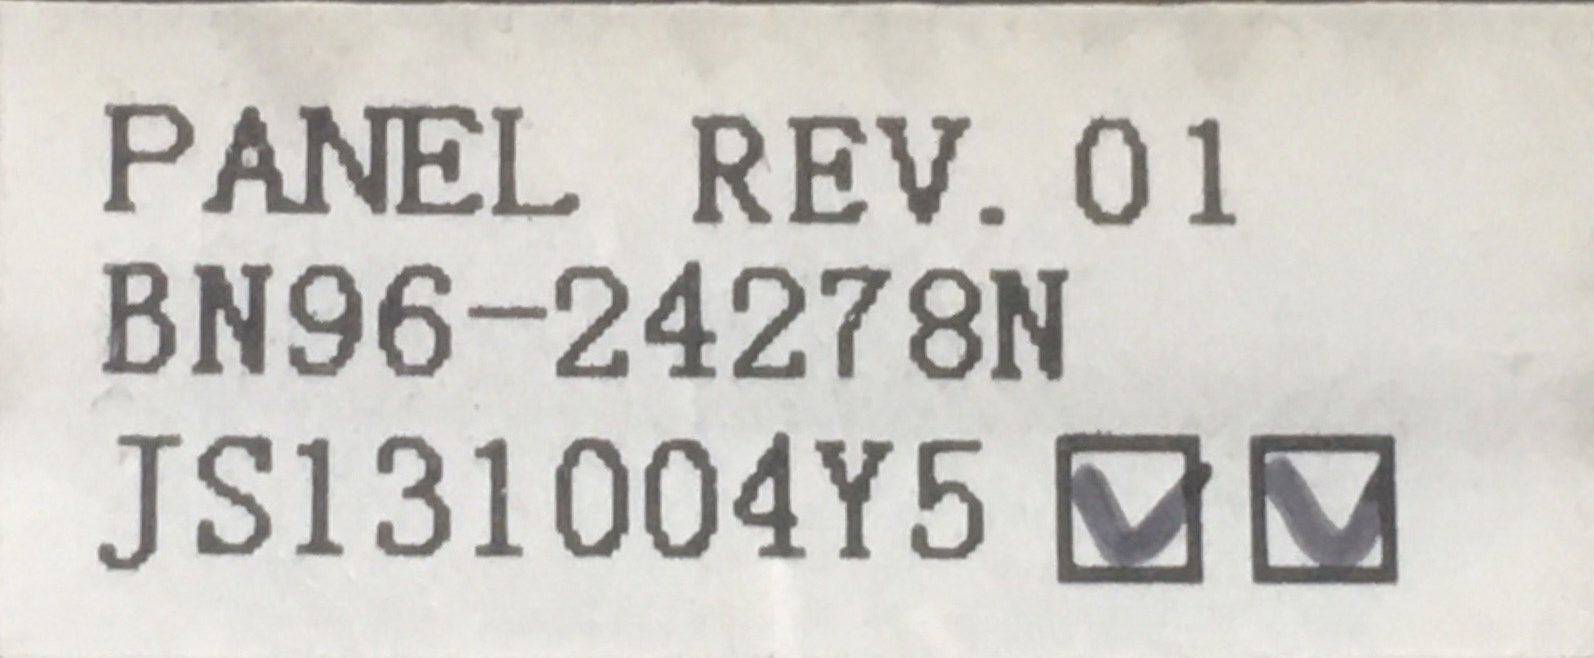 PANEL REV.01
BN96-24278N
JS131004Y5